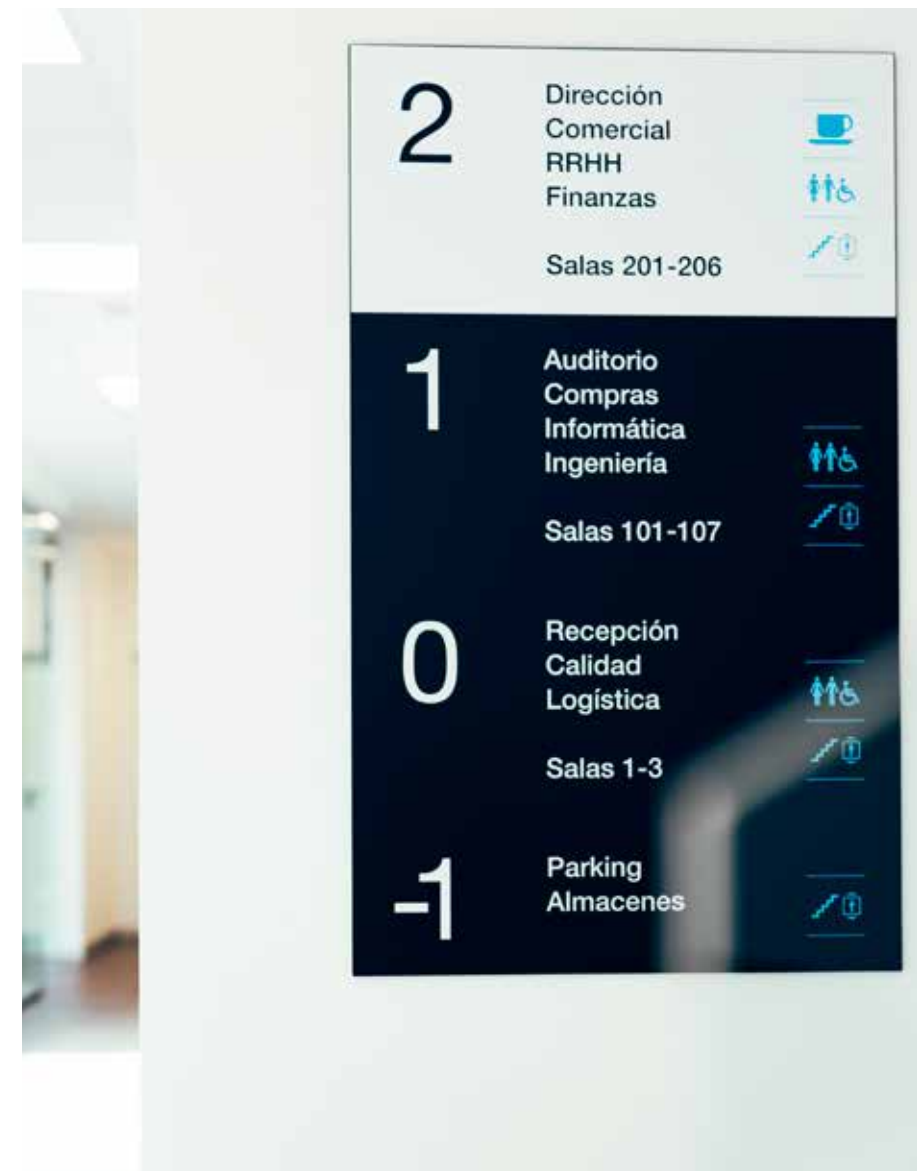 2
Dirección
Comercial
RRHH
Finanzas
Salas 201-206
1
Auditorio
Compras
Informática
Ingeniería
Salas 101-107
0
Recepción
Calidad
Logística
Salas 1-3
-1
Parking
Almacenes